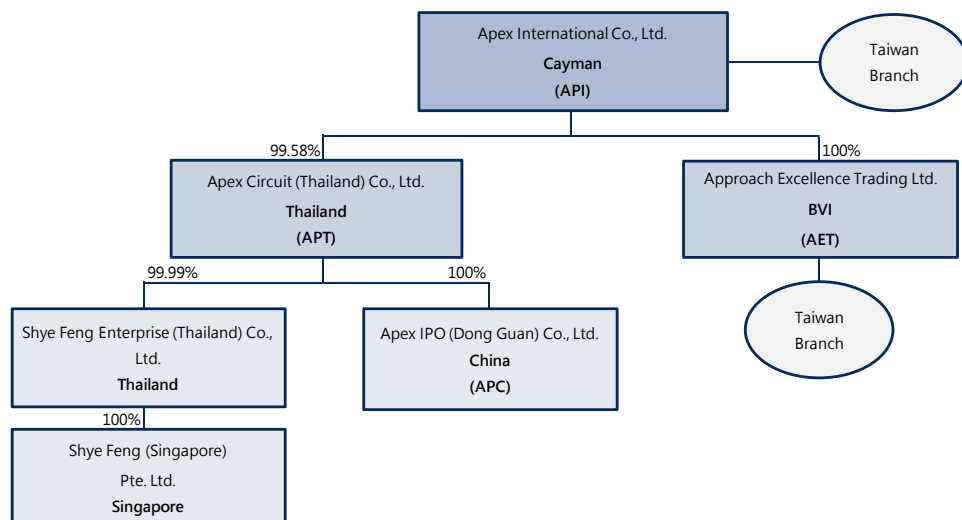 Apex International Co., Ltd.
Cayman
(API)
Taiwan
Branch
99.58%
100%
Apex Circuit (Thailand) Co., Ltd.
Thailand
(APT)
Approach Excellence Trading Ltd.
BVI
(AET)
99.99%
100%
Shye Feng Enterprise (Thailand) Co.,
Ltd.
Thailand
Apex IPO (Dong Guan) Co., Ltd.
China
(APC)
Taiwan
Branch
100%
Shye Feng (Singapore)
Pte. Ltd.
Singapore